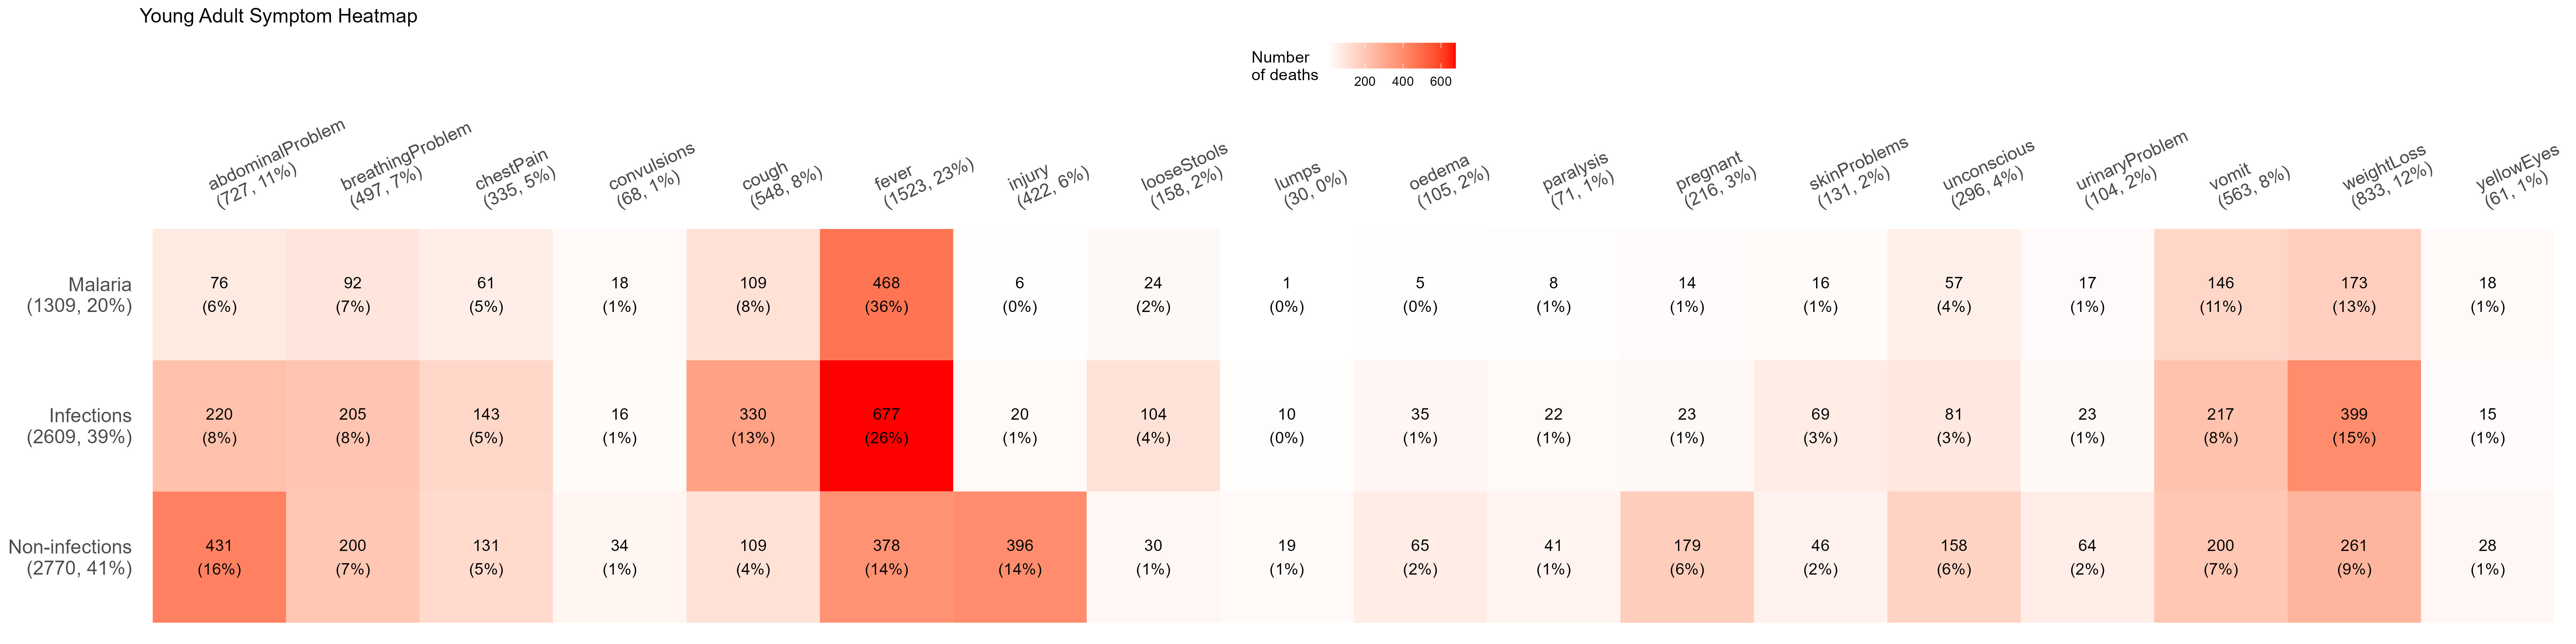 Young Adult Symptom Heatmap
Number
of deaths
200 400 600
abdominalProblem
(727, 11%)
breathingProblem
(497, 7%)
chestPain
(335, 5%)
convulsions
(68, 1%)
cough
(548, 8%)
fever
(1523, 23%)
injury
(422, 6%)
looseStools
(158, 2%)
lumps
(30, 0%)
oedema
(105, 2%)
paralysis
(71, 1%)
pregnant
(216, 3%)
skinProblems
(131, 2%)
unconscious
(296, 4%)
urinaryProblem
(104, 2%)
vomit
(563, 8%)
weightLoss
(833, 12%)
yellowEyes
(61, 1%)
Malaria
(1309, 20%)
76 92 61 18 109 468 6 24 1 5 8 14 16 57 17 146 173 18
(6%) (7%) (5%) (1%) (8%) (36%) (0%) (2%) (0%) (0%) (1%) (1%) (1%) (4%) (1%) (11%) (13%) (1%)
Infections
(2609, 39%)
220 205 143 16 330 677 20 104 10 35 22 23 69 81 23 217 399 15
(8%) (8%) (5%) (1%) (13%) (26%) (1%) (4%) (0%) (1%) (1%) (1%) (3%) (3%) (1%) (8%) (15%) (1%)
Non-infections
(2770, 41%)
431 200 131 34 109 378 396 30 19 65 41 179 46 158 64 200 261 28
(16%) (7%) (5%) (1%) (4%) (14%) (14%) (1%) (1%) (2%) (1%) (6%) (2%) (6%) (2%) (7%) (9%) (1%)